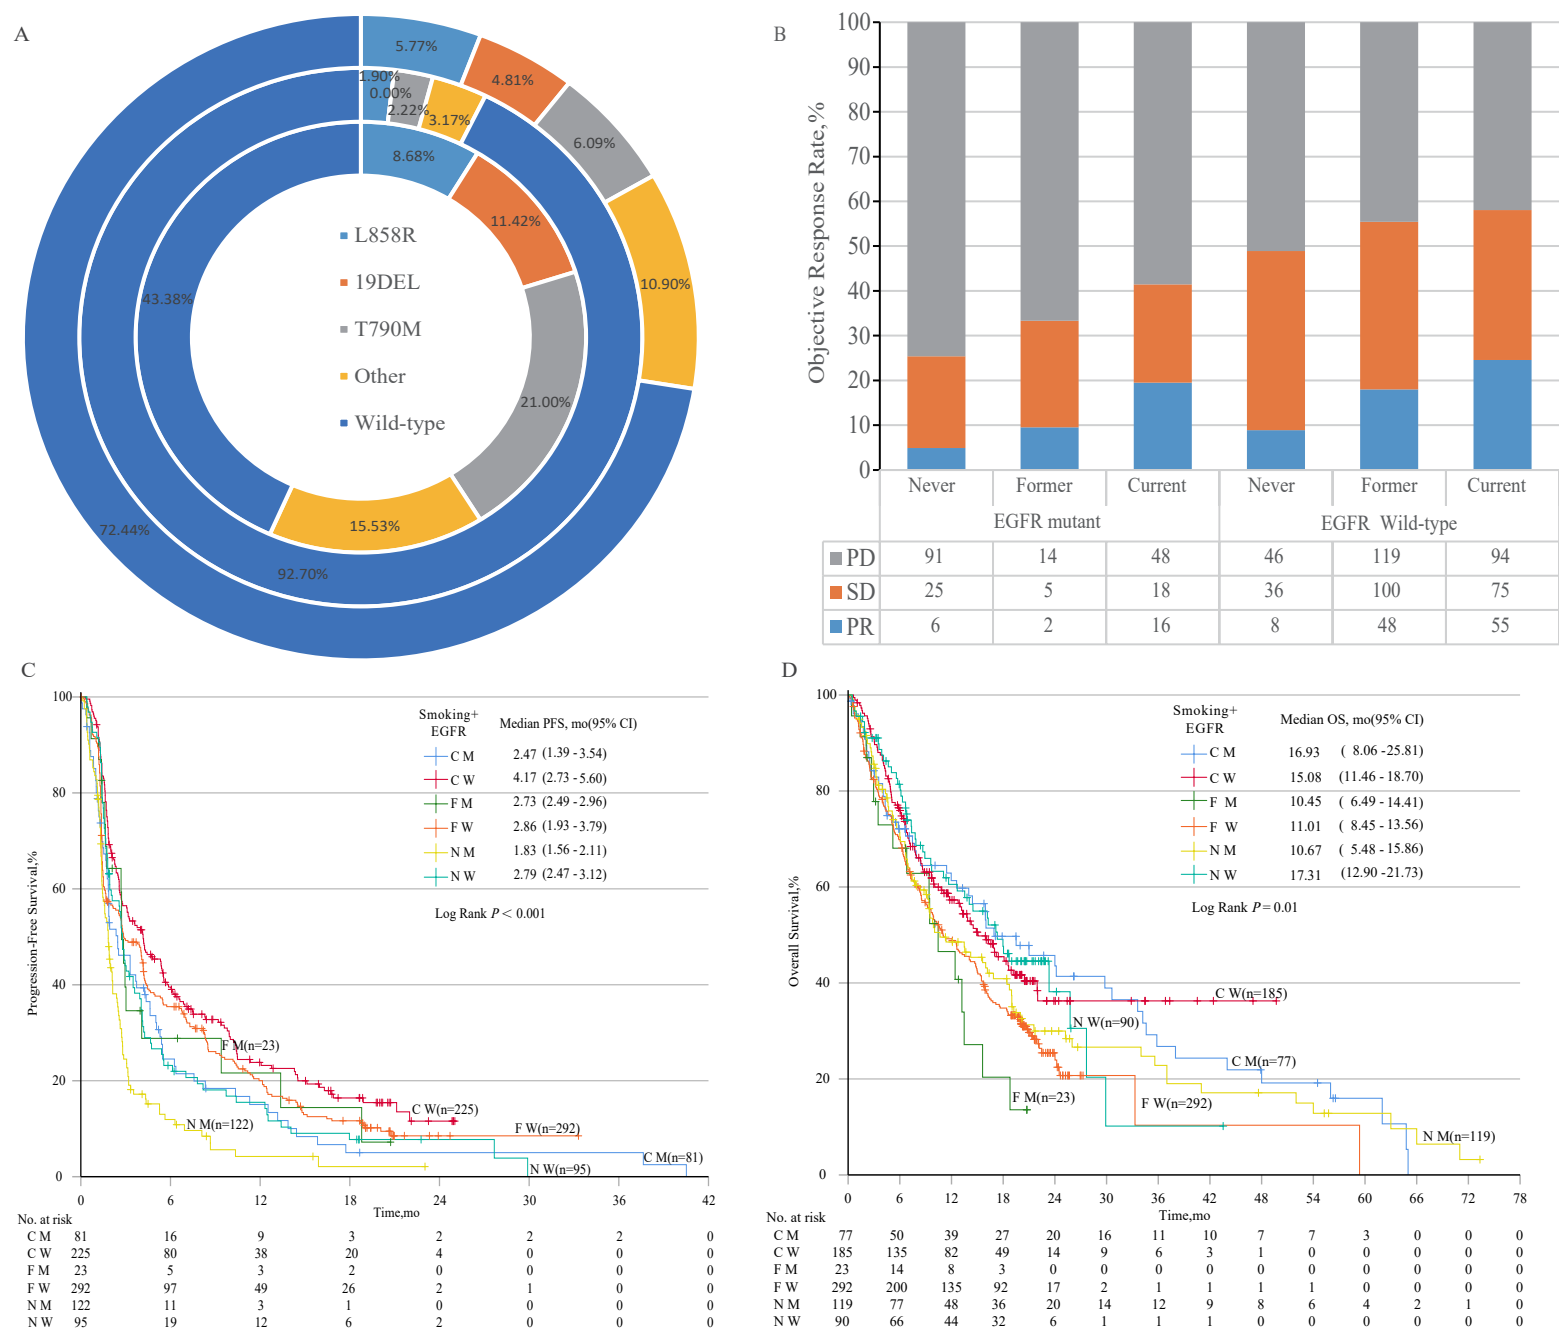 A
5.77%
4.81%
6.09%
10.90%
72.44%
1.90%
0.00%
2.22%
3.17%
92.70%
8.68%
11.42%
21.00%
15.53%
43.38%
L858R
19DEL
T790M
Other
Wild-type
B
Objective Response Rate,%
100
90
80
70
60
50
40
30
20
10
0
Never Former Current Never Former Current
EGFR mutant EGFR Wild-type
PD 91 14 48 46 119 94
SD 25 5 18 36 100 75
PR 6 2 16 8 48 55
C
Progression-Free Survival,%
100
80
60
40
20
0
Smoking+
EGFR
Median PFS, mo(95% CI)
C M 2.47 (1.39 - 3.54)
C W 4.17 (2.73 - 5.60)
F M 2.73 (2.49 - 2.96)
F W 2.86 (1.93 - 3.79)
N M 1.83 (1.56 - 2.11)
N W 2.79 (2.47 - 3.12)
Log Rank P < 0.001
F M(n=23)
C W(n=225)
N M(n=122)
F W(n=292)
C M(n=81)
N W(n=95)
0 6 12 18 24 30 36 42
Time,mo
No. at risk
C M 81 16 9 3 2 2 2 0
C W 225 80 38 20 4 0 0 0
F M 23 5 3 2 0 0 0 0
F W 292 97 49 26 2 1 0 0
N M 122 11 3 1 0 0 0 0
N W 95 19 12 6 2 0 0 0
D
Overall Survival,%
100
80
60
40
20
0
Smoking+
EGFR
Median OS, mo(95% CI)
C M 16.93 ( 8.06 -25.81)
C W 15.08 (11.46 - 18.70)
F M 10.45 ( 6.49 - 14.41)
F W 11.01 ( 8.45 - 13.56)
N M 10.67 ( 5.48 - 15.86)
N W 17.31 (12.90 - 21.73)
Log Rank P = 0.01
C W(n=185)
N W(n=90)
C M(n=77)
F M(n=23)
F W(n=292)
N M(n=119)
0 6 12 18 24 30 36 42 48 54 60 66 72 78
Time,mo
No. at risk
C M 77 50 39 27 20 16 11 10 7 7 3 0 0 0
C W 185 135 82 49 14 9 6 3 1 0 0 0 0 0
F M 23 14 8 3 0 0 0 0 0 0 0 0 0 0
F W 292 200 135 92 17 2 1 1 1 1 0 0 0 0
N M 119 77 48 36 20 14 12 9 8 6 4 2 1 0
N W 90 66 44 32 6 1 1 1 0 0 0 0 0 0